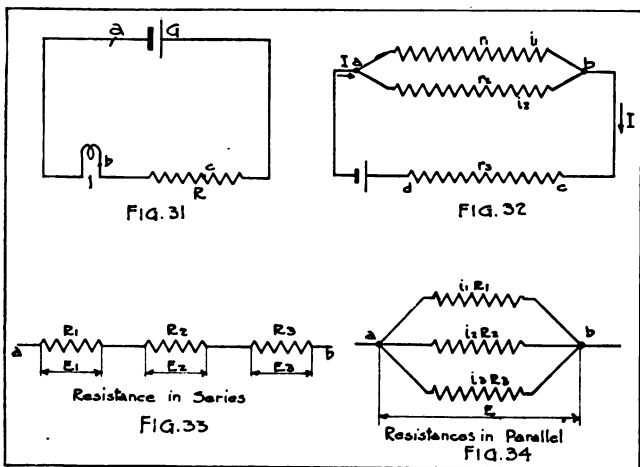 a G
b c
l R
FIG. 31
I a r1 i1 b
r2 i2
I
r3
d c
FIG. 32
R1 R2 R3
a b
E1 E2 E3
Resistance in Series
FIG. 33
i1 R1
a i2 R2 b
i3 R3
E
Resistances in Parallel
FIG. 34